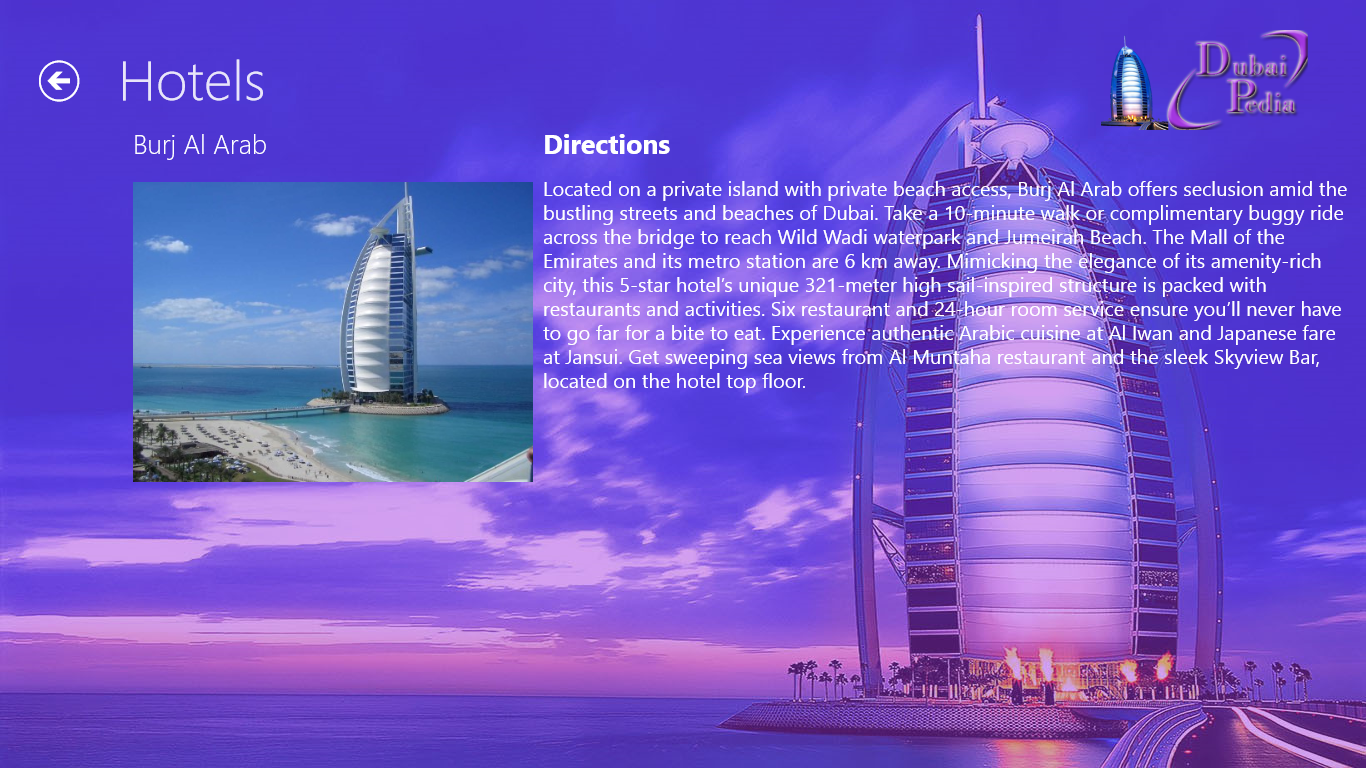 Hotels
Dubai
Pedia
Burj Al Arab
Directions
Located on a private island with private beach access, Burj Al Arab offers seclusion amid the
bustling streets and beaches of Dubai. Take a 10-minute walk or complimentary buggy ride
across the bridge to reach Wild Wadi waterpark and Jumeirah Beach. The Mall of the
Emirates and its metro station are 6 km away. Mimicking the elegance of its amenity-rich
city, this 5-star hotel’s unique 321-meter high sail-inspired structure is packed with
restaurants and activities. Six restaurant and 24-hour room service ensure you’ll never have
to go far for a bite to eat. Experience authentic Arabic cuisine at Al Iwan and Japanese fare
at Jansui. Get sweeping sea views from Al Muntaha restaurant and the sleek Skyview Bar,
located on the hotel top floor.